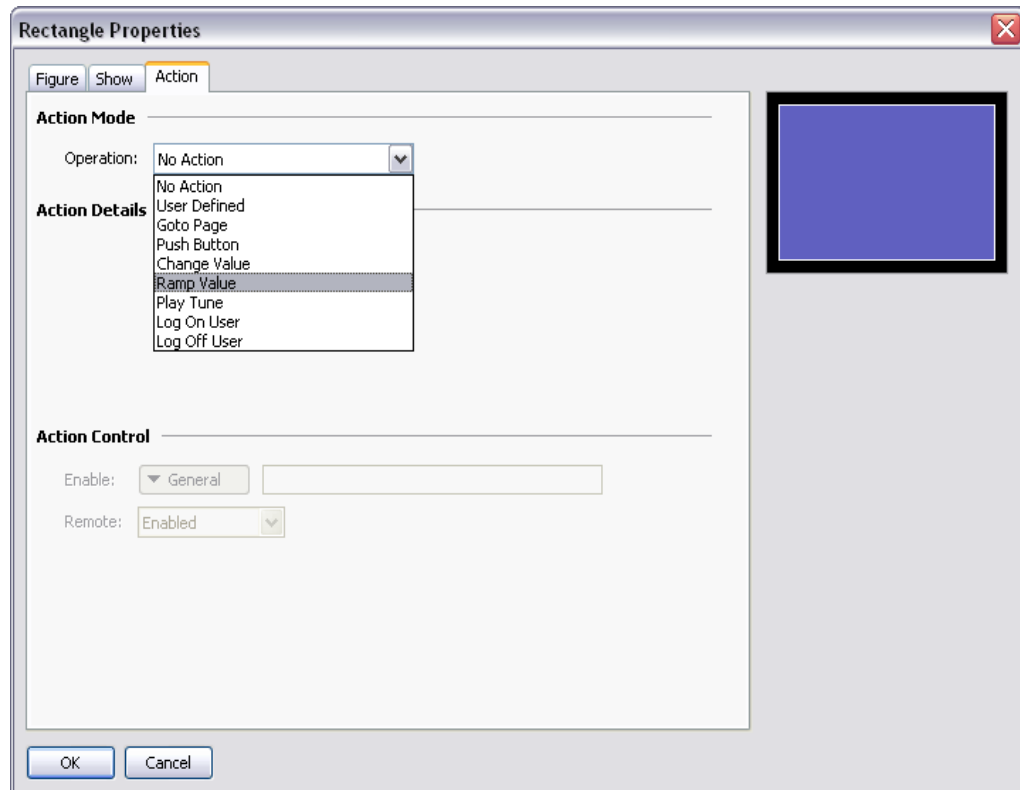 Rectangle Properties
Figure Show Action
Action Mode
Operation: No Action
No Action
User Defined
Action Details
Goto Page
Push Button
Change Value
Ramp Value
Play Tune
Log On User
Log Off User
Action Control
Enable: General
Remote: Enabled
OK Cancel